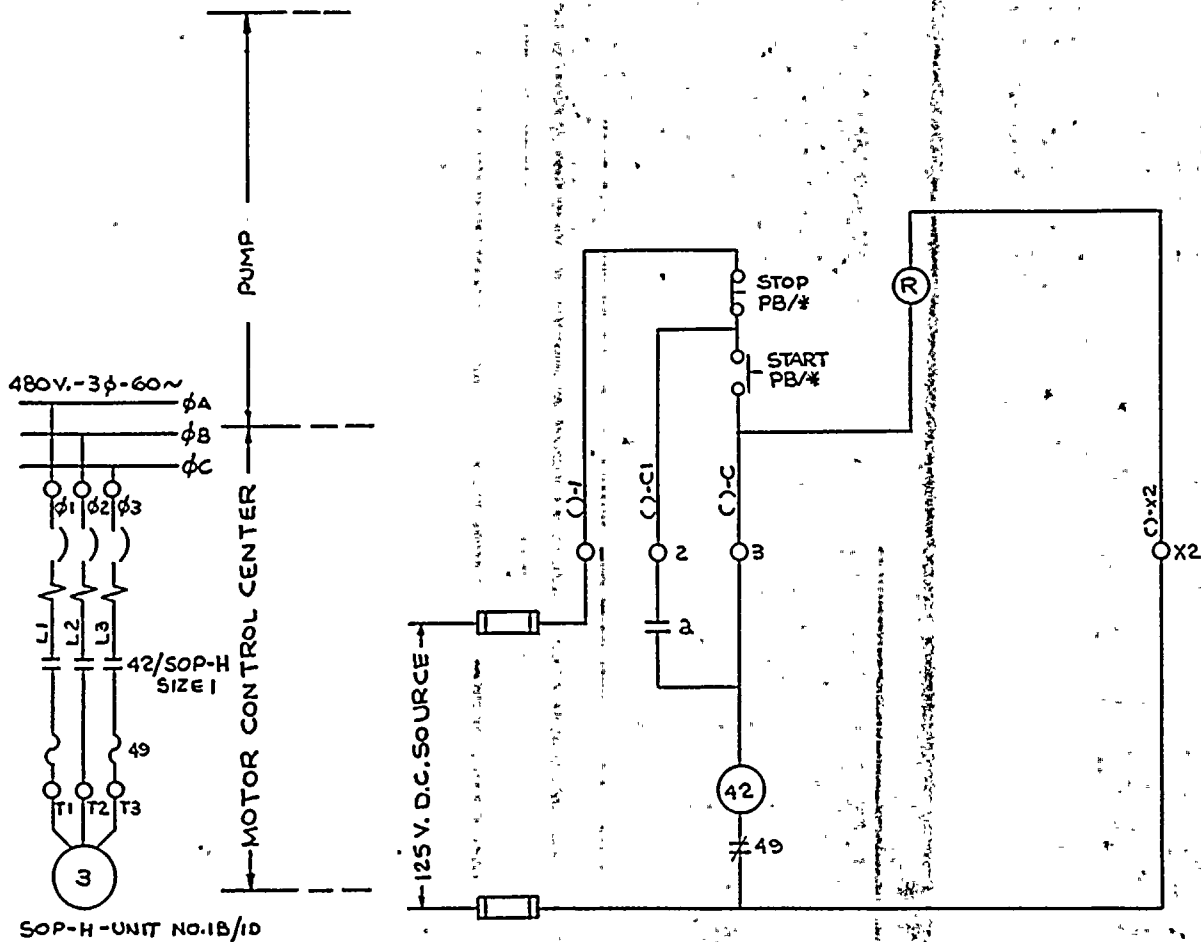 PUMP
MOTOR CONTROL CENTER
480V.-3ϕ-60~
ϕA
ϕB
ϕC
ϕ1 ϕ2 ϕ3
L1 L2 L3
42/SOP-H
SIZE 1
49
T1 T2 T3
3
SOP-H-UNIT NO.1B/1D
STOP
PB/*
START
PB/*
R
()-1
()-C1
()-C
()-X2
1
2
3
X2
a
125 V. D.C. SOURCE
42
49